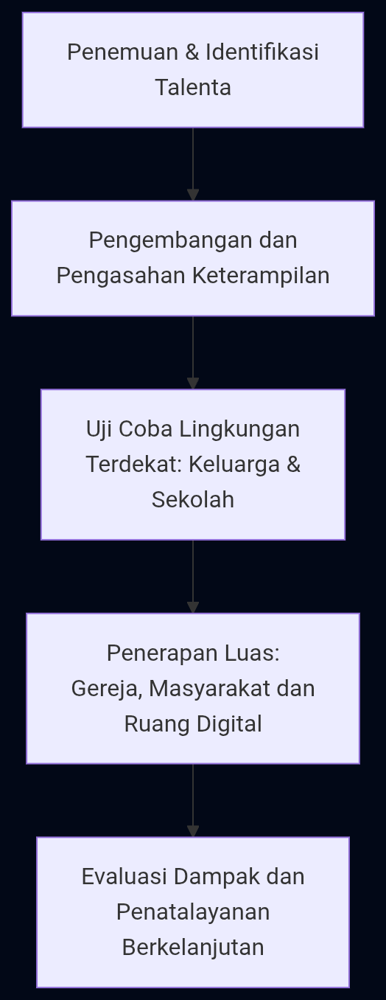 Penemuan & Identifikasi
Talenta
Pengembangan dan
Pengasahan Keterampilan
Uji Coba Lingkungan
Terdekat: Keluarga &
Sekolah
Penerapan Luas:
Gereja, Masyarakat dan
Ruang Digital
Evaluasi Dampak dan
Penatalayanan
Berkelanjutan